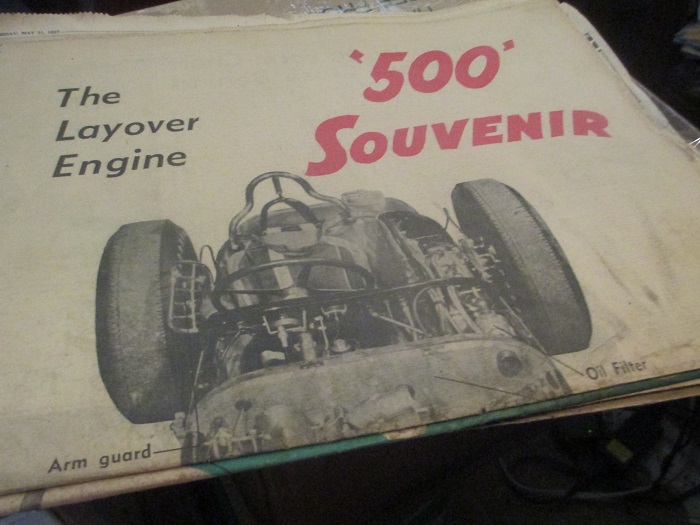 The
Layover
Engine
'500'
SOUVENIR
Oil Filter
Arm guard